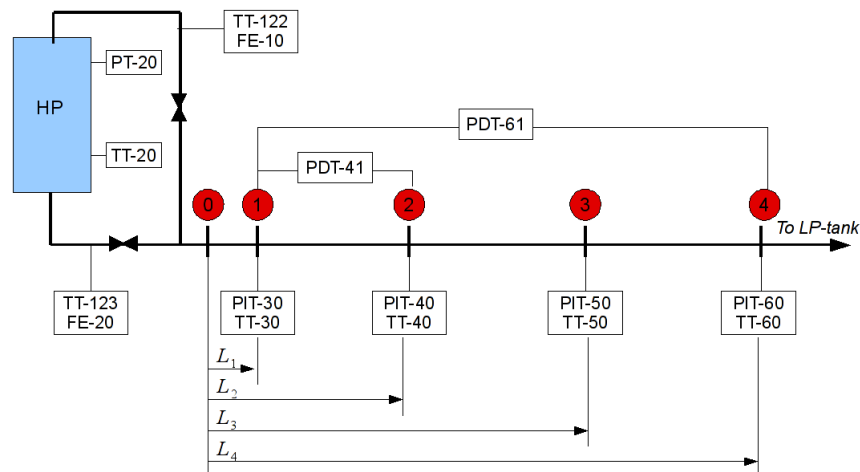 TT-122
FE-10
PT-20
HP
PDT-61
TT-20
PDT-41
0
1
2
3
4
To LP-tank
TT-123
FE-20
PIT-30
TT-30
PIT-40
TT-40
PIT-50
TT-50
PIT-60
TT-60
L₁
L₂
L₃
L₄